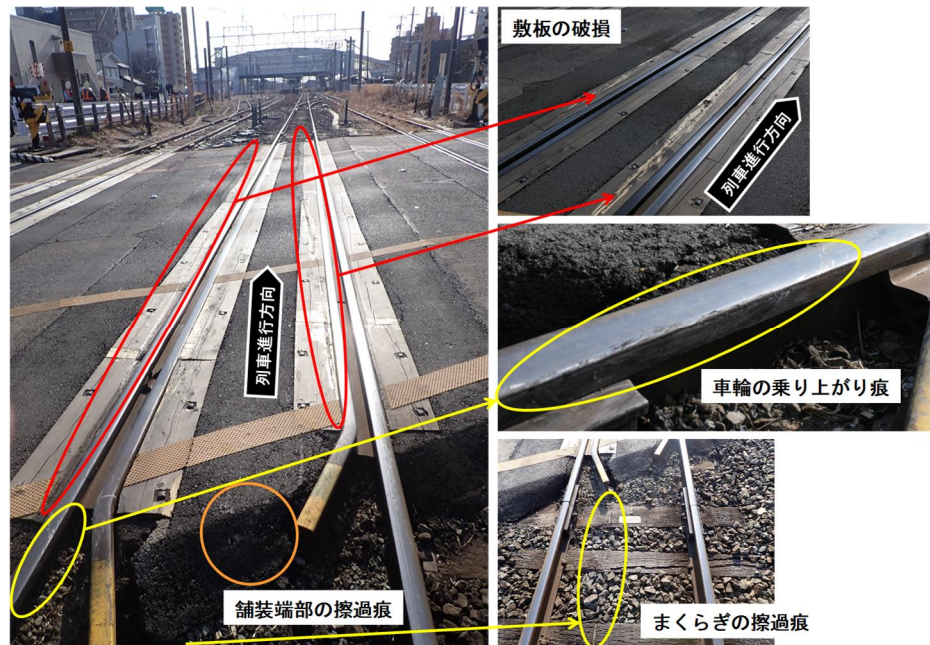 敷板の破損
列車進行方向
列車進行方向
車輪の乗り上がり痕
舗装端部の擦過痕
まくらぎの擦過痕